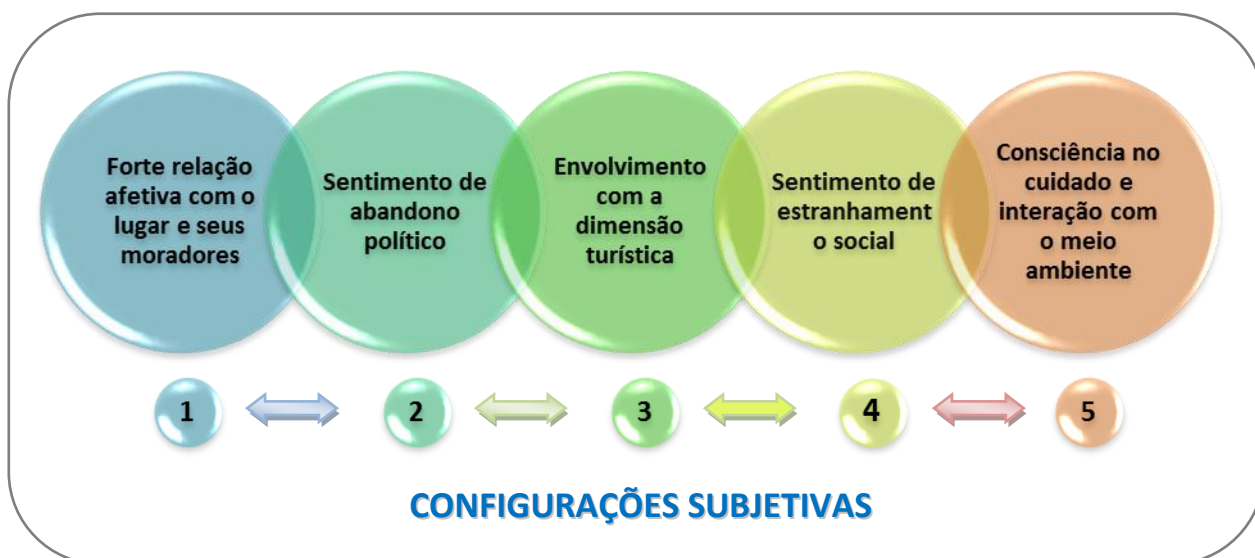 Forte relação
afetiva com o
lugar e seus
moradores
Sentimento de
abandono
político
Envolvimento
com a
dimensão
turística
Sentimento de
estranhament
o social
Consciência no
cuidado e
interação com
o meio
ambiente
1
2
3
4
5
CONFIGURAÇÕES SUBJETIVAS